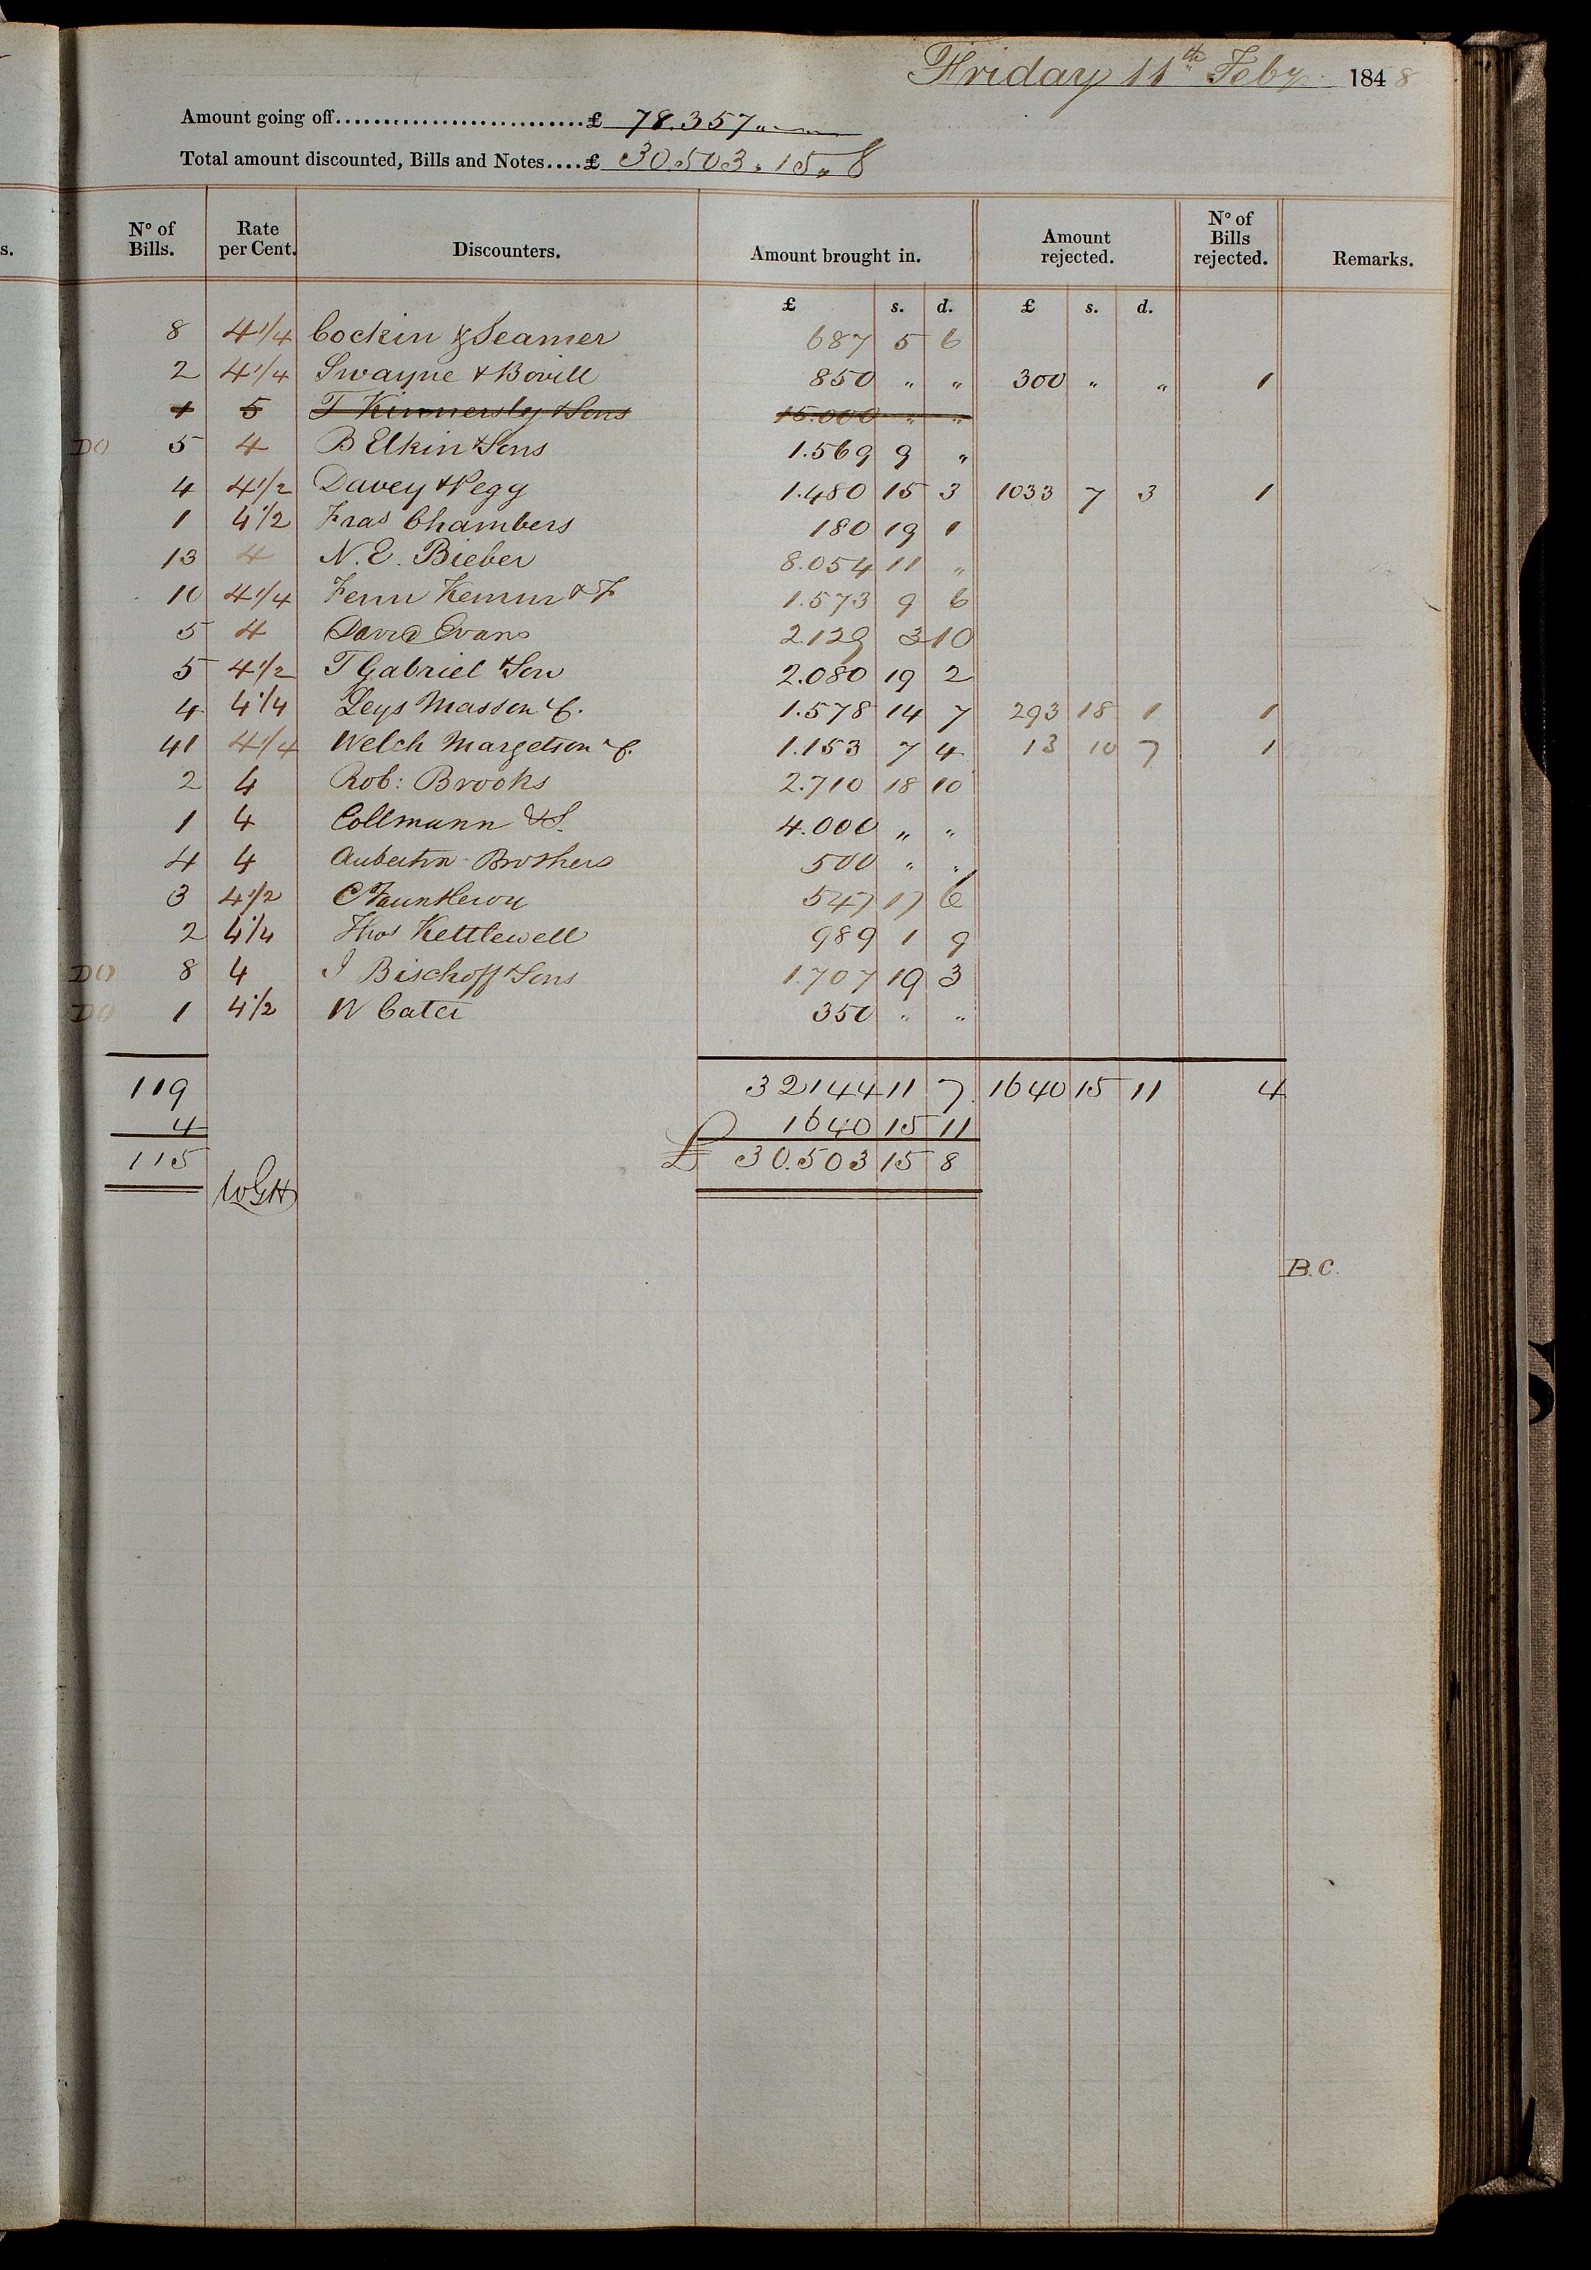 Friday 11th Feby 1848
Amount going off...........................£ 78.357 " —
Total amount discounted, Bills and Notes....£ 30.503 " 15 " 8
s.
No of Bills. Rate per Cent. Discounters. Amount brought in. Amount rejected. No of Bills rejected. Remarks.
£ s. d. £ s. d.
8 4 1/4 Cockin & Seamer 687 5 6
2 4 1/4 Swayne & Bovill 850 " " 300 " " 1
1 5 T Kinnersley & Sons 15.000 " "
DO 5 4 B Elkin & Sons 1.569 9 "
4 4 1/2 Davey & Pegg 1.480 15 3 1033 7 3 1
1 4 1/2 Fras Chambers 180 19 1
13 4 N. E. Bieber 8.054 11 "
10 4 1/4 Fenn & F 1.573 9 6
5 4 David Evans 2.129 3 10
5 4 1/2 T Gabriel & Son 2.080 19 2
4 4 1/4 Leys Masson & C. 1.578 14 7 293 18 1 1
41 4 1/4 Welch Margetson & C. 1.153 7 4 13 10 7 1
2 4 Rob: Brooks 2.710 18 10
1 4 Collmann & S. 4.000 " "
4 4 Aubertin Brothers 500 " "
3 4 1/2 C Fauntleroy 547 17 6
2 4 1/4 Thos Kettlewell 989 1 9
DO 8 4 J Bischoff & Sons 1.707 19 3
DO 1 4 1/2 W Cater 350 " "
119 32144 11 7 1640 15 11 4
4 1640 15 11
115 £ 30.503 15 8
WGH
B.C.